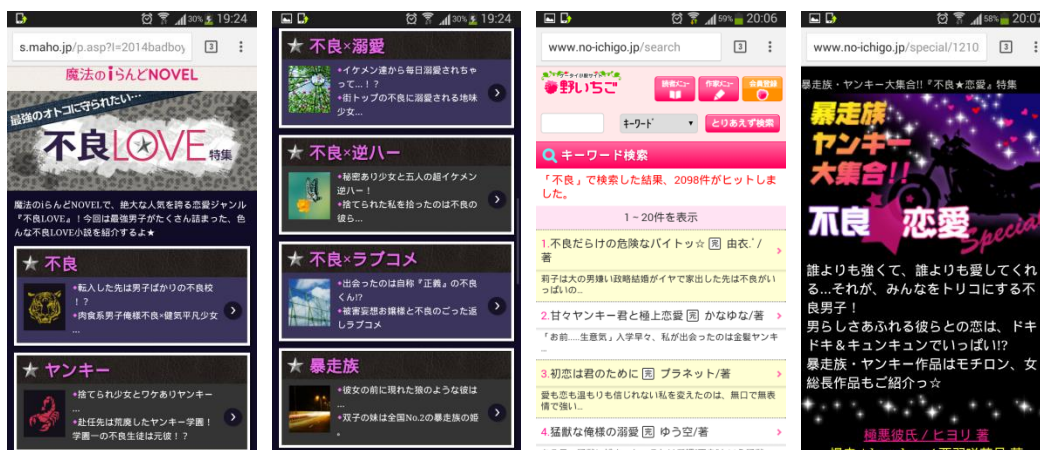 30% 19:24
s.maho.jp/p.asp?l=2014badboy
3
魔法のiらんどNOVEL
最強のオトコに守られたい…
不良LOVE特集
魔法のiらんどNOVELで、絶大な人気を誇る恋愛ジャンル
『不良LOVE』！今回は最強男子がたくさん詰まった、色
んな不良LOVE小説を紹介するよ★
★ 不良
◆転入した先は男子ばかりの不良校
！？
◆肉食系男子俺様不良×健気平凡少女
...
★ ヤンキー
◆捨てられ少女とワケありヤンキー
...
◆赴任先は荒廃したヤンキー学園！
学園一の不良生徒は元彼！？
30% 19:24
★ 不良×溺愛
◆イケメン達から毎日溺愛されちゃ
って…！？
◆街トップの不良に溺愛される地味
少女…
★ 不良×逆ハー
◆秘密あり少女と五人の超イケメン
逆ハー！
◆捨てられた私を拾ったのは不良の
彼ら…
★ 不良×ラブコメ
◆出会ったのは自称『正義』の不良
くん!?
◆被害妄想お嬢様と不良のごった返
しラブコメ
★ 暴走族
◆彼女の前に現れた狼のような彼は
...
◆双子の妹は全国No.2の暴走族の姫
。
59% 20:06
www.no-ichigo.jp/search
3
野いちご
読者メニュー
作家メニュー
会員登録
キーワード
とりあえず検索
キーワード検索
「不良」で検索した結果、2098件がヒットしま
した。
1～20件を表示
1.不良だらけの危険なバイトッ☆ 完 由衣.゛/
著
莉子は大の男嫌い政略結婚がイヤで家出した先は不良がい
っぱいの…
2.甘々ヤンキー君と極上恋愛 完 かなゆな/著
「お前.....生意気」入学早々、私が出会ったのは金髪ヤンキ
...
3.初恋は君のために 完 プラネット/著
愛も恋も温もりも信じれない私を変えたのは、無口で無表
情で強い…
4.猛獣な俺様の溺愛 完 ゆう空/著
58% 20:07
www.no-ichigo.jp/special/1210
3
暴走族・ヤンキー大集合!!『不良★恋愛』特集
暴走族
ヤンキー
大集合!!
不良★恋愛
Special
誰よりも強くて、誰よりも愛してくれ
る...それが、みんなをトリコにする不
良男子！
男らしさあふれる彼らとの恋は、ドキ
ドキ＆キュンキュンでいっぱい!?
暴走族・ヤンキー作品はモチロン、女
総長作品もご紹介っ☆
極悪彼氏 / ヒヨリ 著